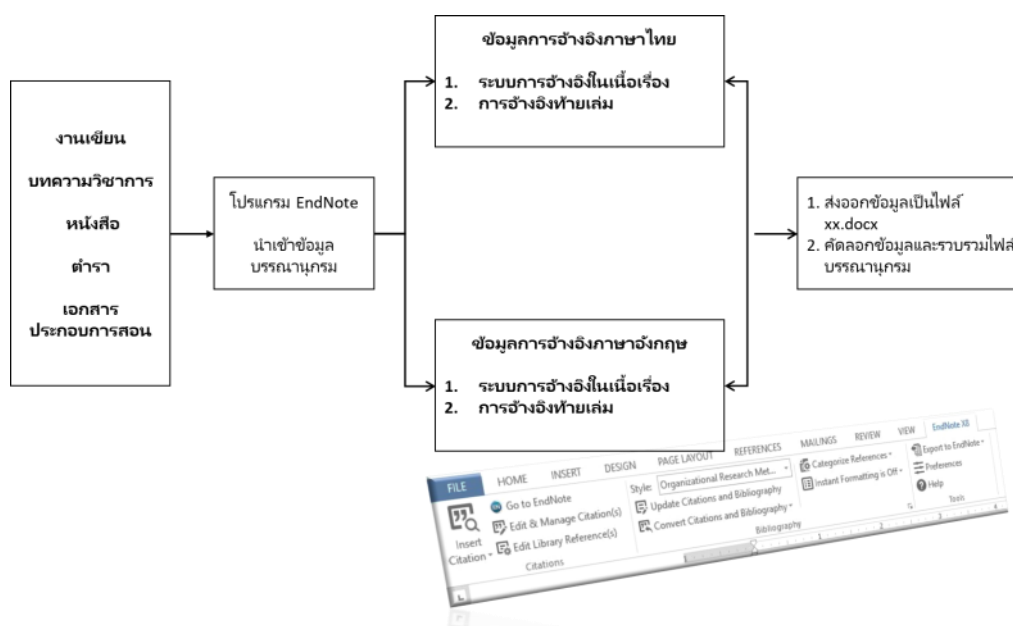 งานเขียน
บทความวิชาการ
หนังสือ
ตำรา
เอกสาร
ประกอบการสอน
โปรแกรม EndNote
นำเข้าข้อมูล
บรรณานุกรม
ข้อมูลการอ้างอิงภาษาไทย
1. ระบบการอ้างอิงในเนื้อเรื่อง
2. การอ้างอิงท้ายเล่ม
ข้อมูลการอ้างอิงภาษาอังกฤษ
1. ระบบการอ้างอิงในเนื้อเรื่อง
2. การอ้างอิงท้ายเล่ม
1. ส่งออกข้อมูลเป็นไฟล์
xx.docx
2. คัดลอกข้อมูลและรวบรวมไฟล์
บรรณานุกรม
FILE HOME INSERT DESIGN PAGE LAYOUT REFERENCES MAILINGS REVIEW VIEW EndNote X8
Insert
Citation
Go to EndNote
Edit & Manage Citation(s)
Edit Library Reference(s)
Citations
Style: Organizational Research Met...
Update Citations and Bibliography
Convert Citations and Bibliography
Categorize References
Instant Formatting is Off
Bibliography
Export to EndNote
Preferences
Help
Tools
1 2 3 4
L